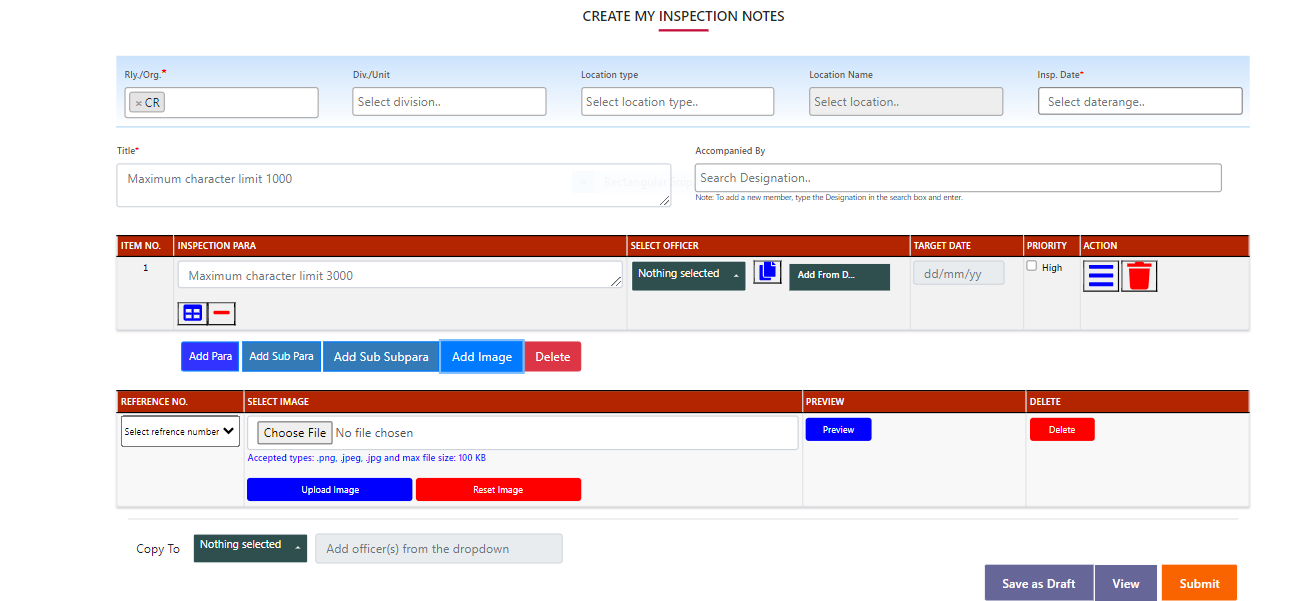 CREATE MY INSPECTION NOTES
Rly./Org.* Div./Unit Location type Location Name Insp. Date*
× CR Select division.. Select location type.. Select location.. Select daterange..
Title* Accompanied By
Maximum character limit 1000 Search Designation..
Note: To add a new member, type the Designation in the search box and enter.
ITEM NO. INSPECTION PARA SELECT OFFICER TARGET DATE PRIORITY ACTION
1 Maximum character limit 3000 Nothing selected Add From D... dd/mm/yy High
Add Para Add Sub Para Add Sub Subpara Add Image Delete
REFERENCE NO. SELECT IMAGE PREVIEW DELETE
Select refrence number Choose File No file chosen Preview Delete
Accepted types: .png, .jpeg, .jpg and max file size: 100 KB
Upload Image Reset Image
Copy To Nothing selected Add officer(s) from the dropdown
Save as Draft View Submit